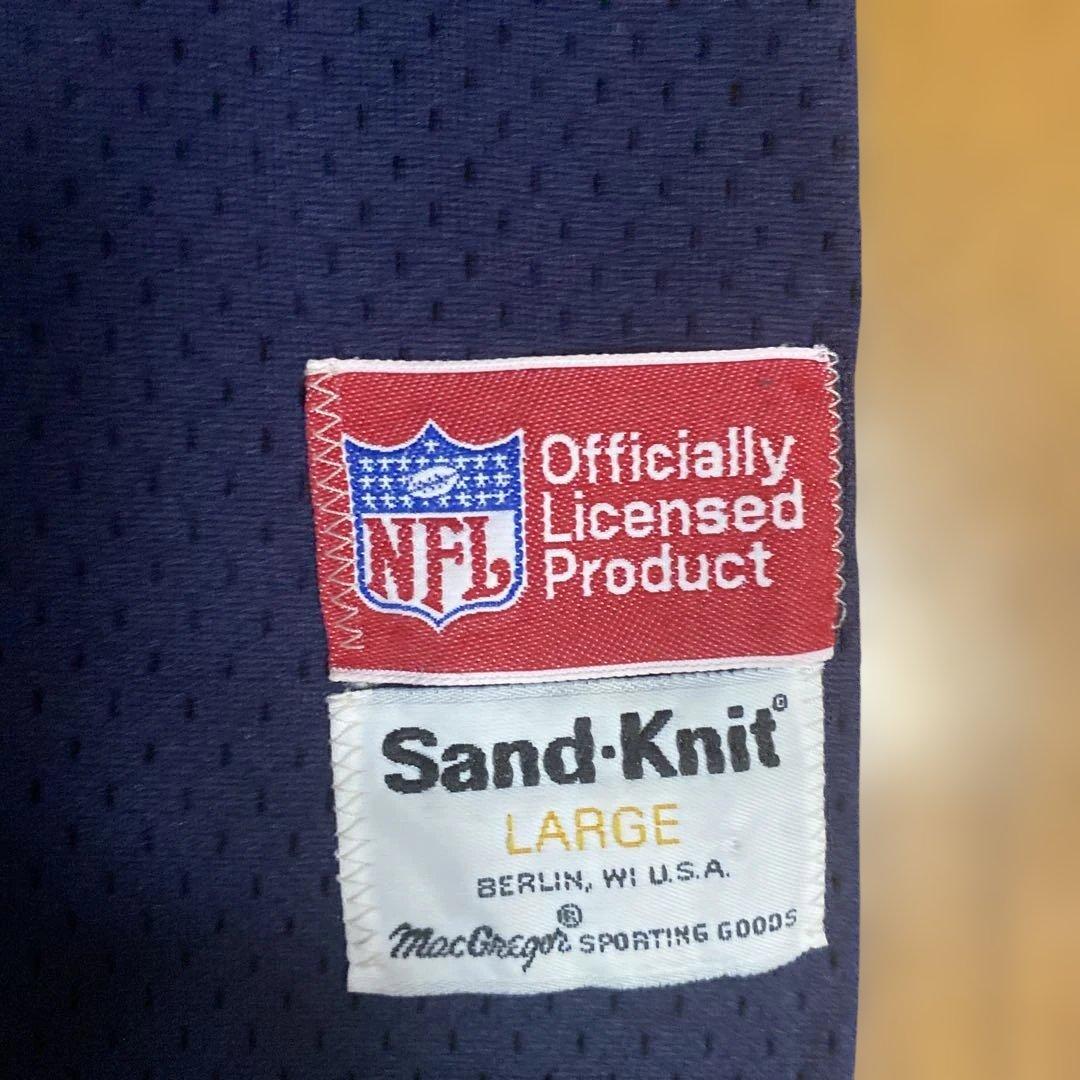 NFL
Officially
Licensed
Product
Sand·Knit®
LARGE
BERLIN, WI U.S.A.
MacGregor® SPORTING GOODS